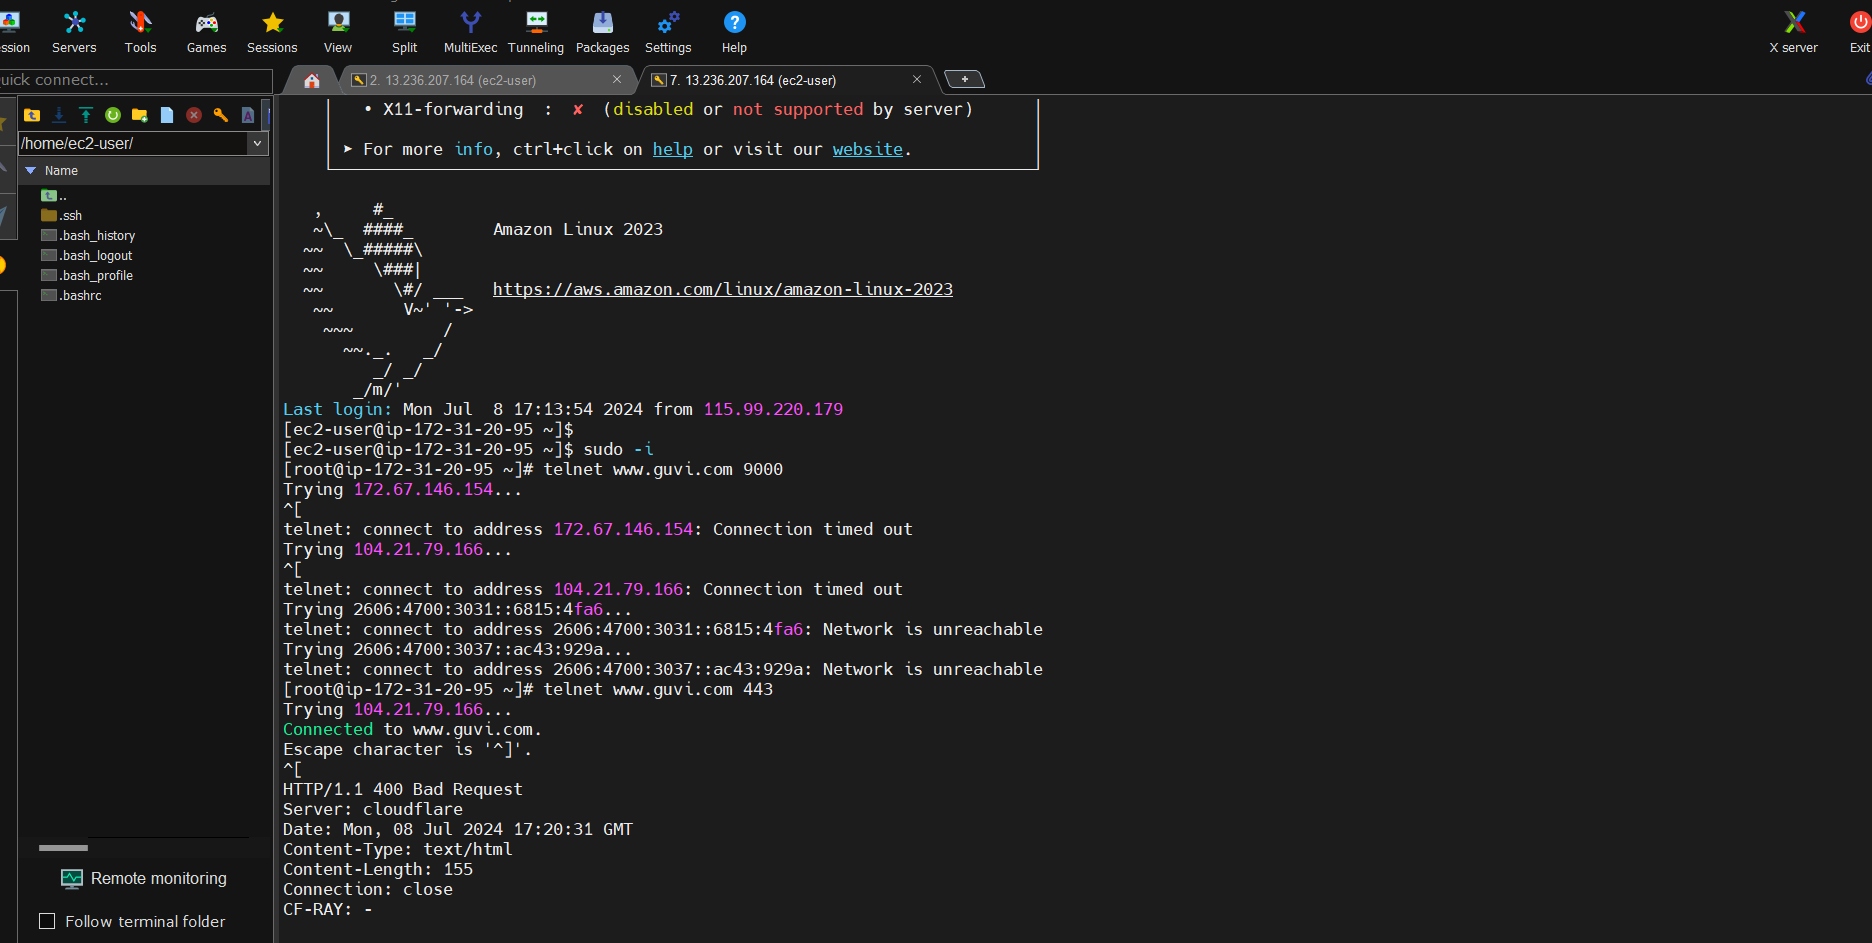 ession Servers Tools Games Sessions View Split MultiExec Tunneling Packages Settings Help X server Exit
uick connect...
2. 13.236.207.164 (ec2-user)
7. 13.236.207.164 (ec2-user)
/home/ec2-user/
Name
..
.ssh
.bash_history
.bash_logout
.bash_profile
.bashrc
Remote monitoring
Follow terminal folder
• X11-forwarding : ✘ (disabled or not supported by server)
➤ For more info, ctrl+click on help or visit our website.
   ,     #_
   ~\_  ####_        Amazon Linux 2023
  ~~  \_#####\
  ~~     \###|
  ~~       \#/ ___   https://aws.amazon.com/linux/amazon-linux-2023
   ~~       V~' '->
    ~~~         /
      ~~._.   _/
         _/ _/
       _/m/'
Last login: Mon Jul  8 17:13:54 2024 from 115.99.220.179
[ec2-user@ip-172-31-20-95 ~]$
[ec2-user@ip-172-31-20-95 ~]$ sudo -i
[root@ip-172-31-20-95 ~]# telnet www.guvi.com 9000
Trying 172.67.146.154...
^[
telnet: connect to address 172.67.146.154: Connection timed out
Trying 104.21.79.166...
^[
telnet: connect to address 104.21.79.166: Connection timed out
Trying 2606:4700:3031::6815:4fa6...
telnet: connect to address 2606:4700:3031::6815:4fa6: Network is unreachable
Trying 2606:4700:3037::ac43:929a...
telnet: connect to address 2606:4700:3037::ac43:929a: Network is unreachable
[root@ip-172-31-20-95 ~]# telnet www.guvi.com 443
Trying 104.21.79.166...
Connected to www.guvi.com.
Escape character is '^]'.
^[
HTTP/1.1 400 Bad Request
Server: cloudflare
Date: Mon, 08 Jul 2024 17:20:31 GMT
Content-Type: text/html
Content-Length: 155
Connection: close
CF-RAY: -